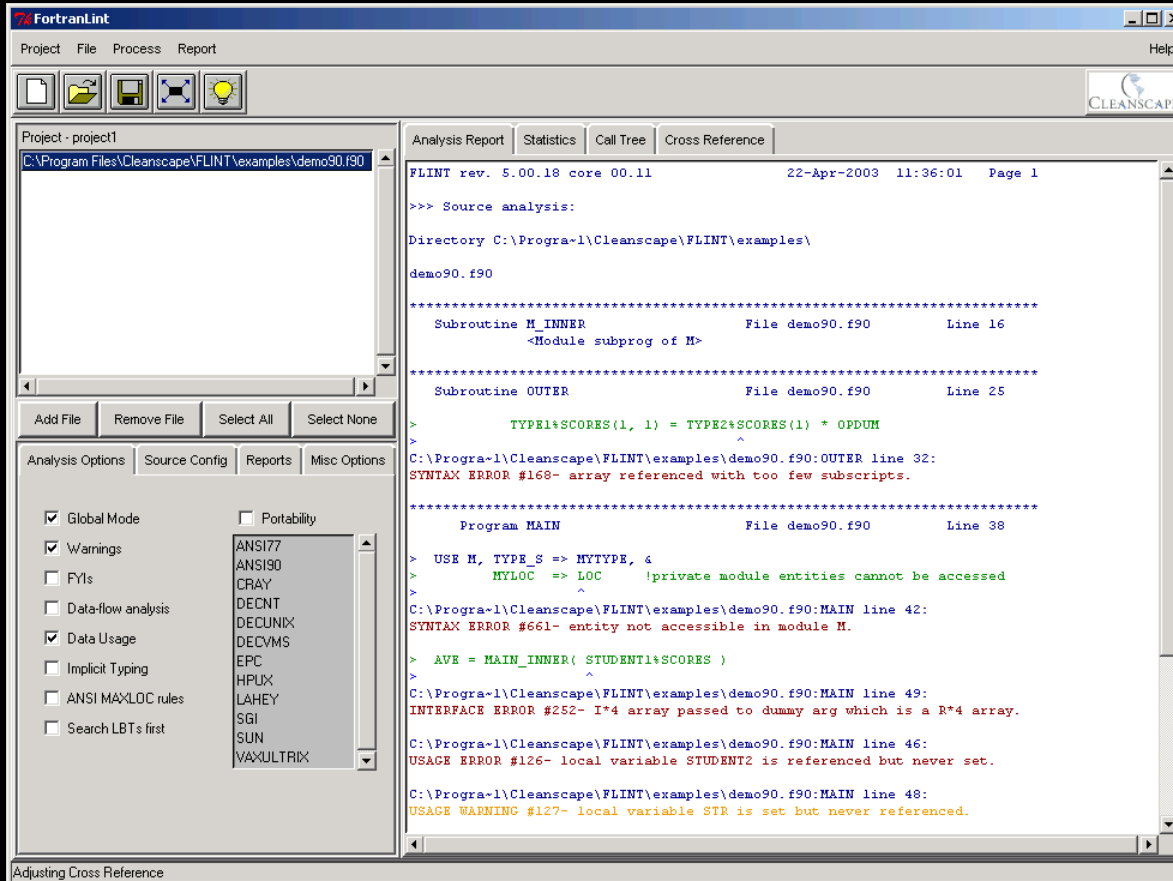 FortranLint
Project File Process Report Help
CLEANSCAPE
Project - project1
C:\Program Files\Cleanscape\FLINT\examples\demo90.f90
Add File Remove File Select All Select None
Analysis Options Source Config Reports Misc Options
Global Mode
Warnings
FYIs
Data-flow analysis
Data Usage
Implicit Typing
ANSI MAXLOC rules
Search LBTs first
Portability
ANSI77
ANSI90
CRAY
DECNT
DECUNIX
DECVMS
EPC
HPUX
LAHEY
SGI
SUN
VAXULTRIX
Analysis Report Statistics Call Tree Cross Reference
FLINT rev. 5.00.18 core 00.11 22-Apr-2003 11:36:01 Page 1
>>> Source analysis:
Directory C:\Progra~1\Cleanscape\FLINT\examples\
demo90.f90
***************************************************************************
Subroutine M_INNER File demo90.f90 Line 16
<Module subprog of M>
***************************************************************************
Subroutine OUTER File demo90.f90 Line 25
> TYPE1%SCORES(1, 1) = TYPE2%SCORES(1) * OPDUM
> ^
C:\Progra~1\Cleanscape\FLINT\examples\demo90.f90:OUTER line 32:
SYNTAX ERROR #168- array referenced with too few subscripts.
***************************************************************************
Program MAIN File demo90.f90 Line 38
> USE M, TYPE_S => MYTYPE, &
> MYLOC => LOC !private module entities cannot be accessed
> ^
C:\Progra~1\Cleanscape\FLINT\examples\demo90.f90:MAIN line 42:
SYNTAX ERROR #661- entity not accessible in module M.
> AVE = MAIN_INNER( STUDENT1%SCORES )
> ^
C:\Progra~1\Cleanscape\FLINT\examples\demo90.f90:MAIN line 49:
INTERFACE ERROR #252- I*4 array passed to dummy arg which is a R*4 array.
C:\Progra~1\Cleanscape\FLINT\examples\demo90.f90:MAIN line 46:
USAGE ERROR #126- local variable STUDENT2 is referenced but never set.
C:\Progra~1\Cleanscape\FLINT\examples\demo90.f90:MAIN line 48:
USAGE WARNING #127- local variable STR is set but never referenced.
Adjusting Cross Reference